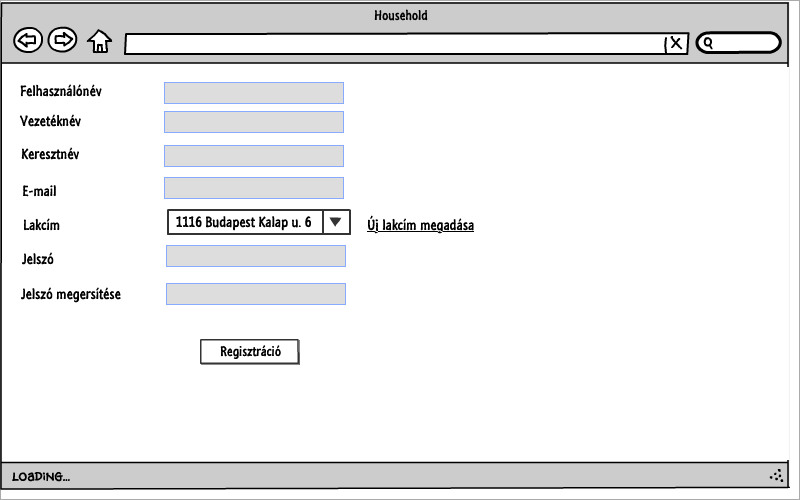 Household
Felhasználónév
Vezetéknév
Keresztnév
E-mail
Lakcím
1116 Budapest Kalap u. 6
Új lakcím megadása
Jelszó
Jelszó megersítése
Regisztráció
LOADING...